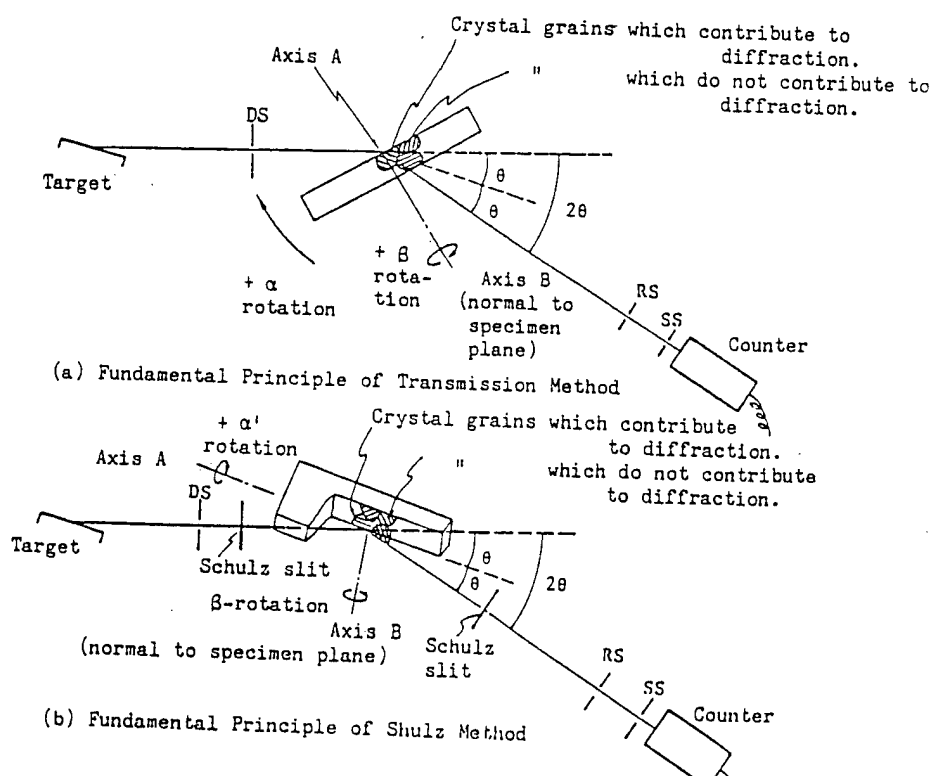 Crystal grains which contribute to
diffraction.
Axis A
"
which do not contribute to
diffraction.
DS
Target
θ
θ
2θ
+ α
rotation
+ β
rota-
tion
Axis B
(normal to
specimen
plane)
RS
SS
Counter
(a) Fundamental Principle of Transmission Method
Crystal grains which contribute
to diffraction.
+ α'
rotation
Axis A
"
which do not contribute
to diffraction.
DS
Target
Schulz slit
θ
θ
2θ
β-rotation
Axis B
(normal to specimen plane)
Schulz
slit
RS
SS
Counter
(b) Fundamental Principle of Shulz Method